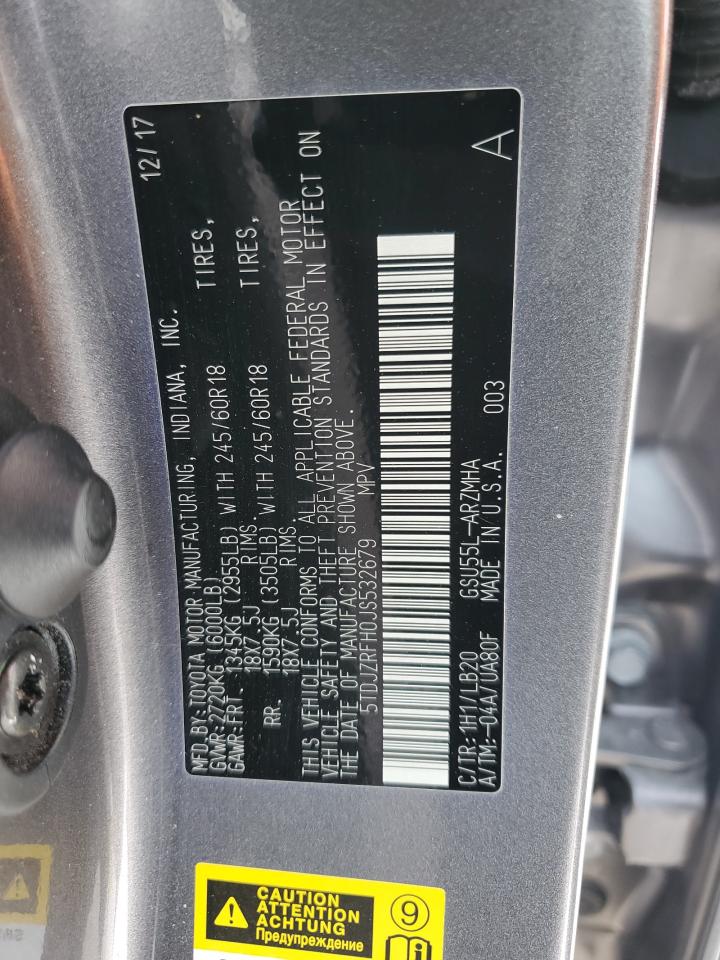 MFD.BY:TOYOTA MOTOR MANUFACTURING, INDIANA, INC. 12/17
GVWR:2720KG (6000LB)
GAWR:FRT. 1345KG (2955LB) WITH 245/60R18 TIRES,
18X7.5J RIMS.
RR. 1590KG (3505LB) WITH 245/60R18 TIRES,
18X7.5J RIMS.
THIS VEHICLE CONFORMS TO ALL APPLICABLE FEDERAL MOTOR
VEHICLE SAFETY AND THEFT PREVENTION STANDARDS IN EFFECT ON
THE DATE OF MANUFACTURE SHOWN ABOVE.
5TDJZRFH0JS532679 MPV
C/TR:1H1/LB20 GSU55L-ARZMHA
A/TM:-04A/UA80F MADE IN U.S.A. 003 A
CAUTION
ATTENTION
ACHTUNG
Предупреждение
9